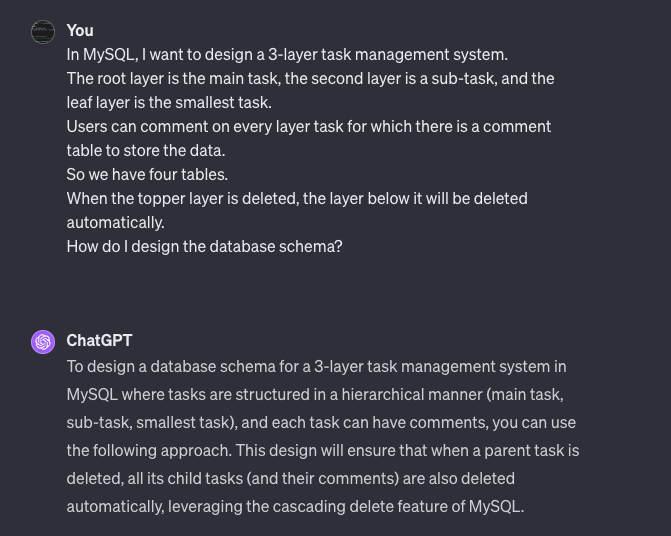 You
In MySQL, I want to design a 3-layer task management system.
The root layer is the main task, the second layer is a sub-task, and the
leaf layer is the smallest task.
Users can comment on every layer task for which there is a comment
table to store the data.
So we have four tables.
When the topper layer is deleted, the layer below it will be deleted
automatically.
How do I design the database schema?
ChatGPT
To design a database schema for a 3-layer task management system in
MySQL where tasks are structured in a hierarchical manner (main task,
sub-task, smallest task), and each task can have comments, you can use
the following approach. This design will ensure that when a parent task is
deleted, all its child tasks (and their comments) are also deleted
automatically, leveraging the cascading delete feature of MySQL.